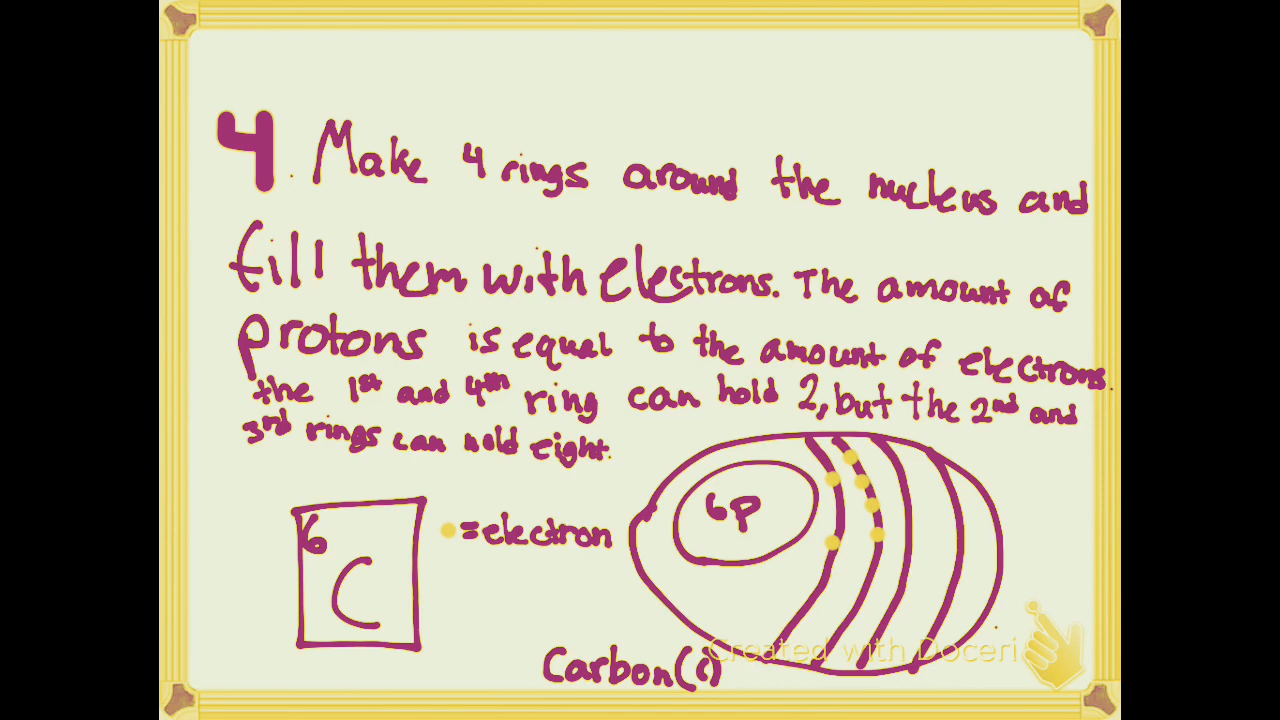 4. Make 4 rings around the nucleus and
fill them with electrons. The amount of
protons is equal to the amount of electrons.
the 1st and 4th ring can hold 2, but the 2nd and
3rd rings can hold eight.
6p
6
C
= electron
Carbon(C)
Created with Doceri